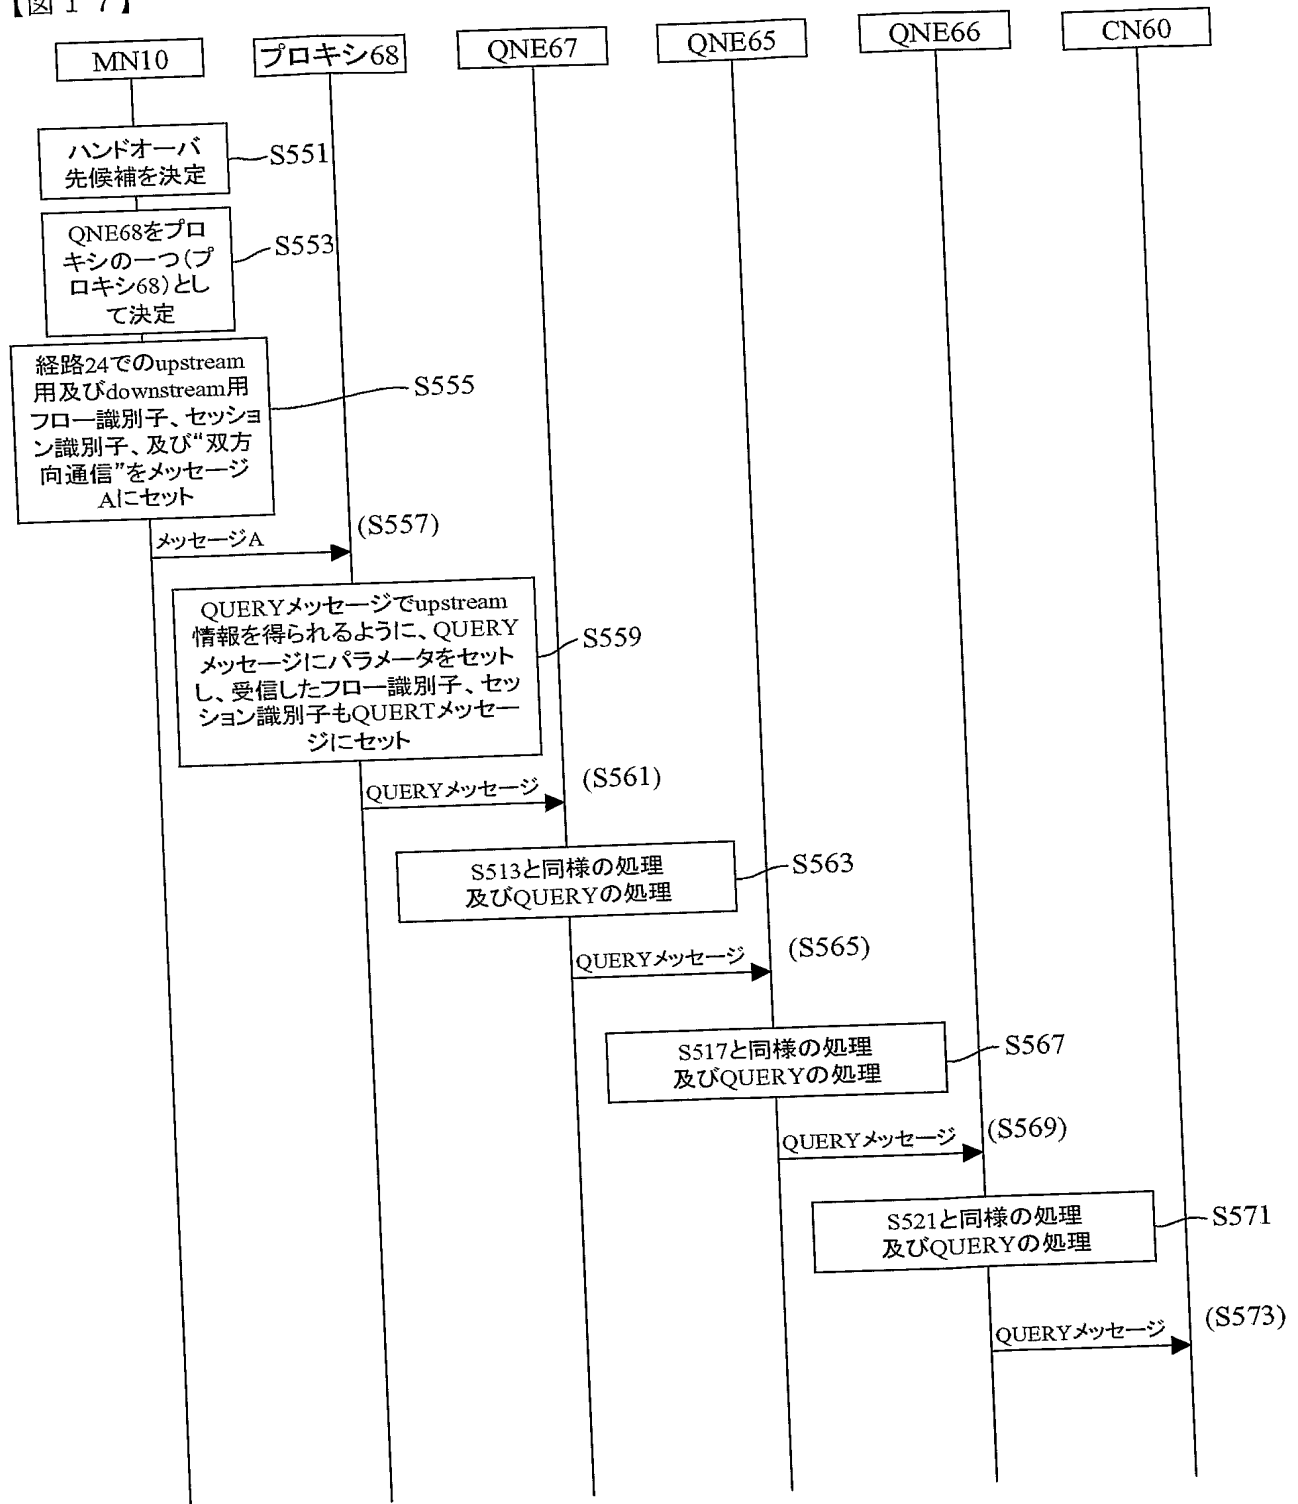 【図１７】
MN10
プロキシ68
QNE67
QNE65
QNE66
CN60
ハンドオーバ
先候補を決定
S551
QNE68をプロ
キシの一つ(プ
ロキシ68)とし
て決定
S553
経路24でのupstream
用及びdownstream用
フロー識別子、セッショ
ン識別子、及び“双方
向通信”をメッセージ
Aにセット
S555
メッセージA
(S557)
QUERYメッセージでupstream
情報を得られるように、QUERY
メッセージにパラメータをセット
し、受信したフロー識別子、セッ
ション識別子もQUERTメッセー
ジにセット
S559
QUERYメッセージ
(S561)
S513と同様の処理
及びQUERYの処理
S563
QUERYメッセージ
(S565)
S517と同様の処理
及びQUERYの処理
S567
QUERYメッセージ
(S569)
S521と同様の処理
及びQUERYの処理
S571
QUERYメッセージ
(S573)